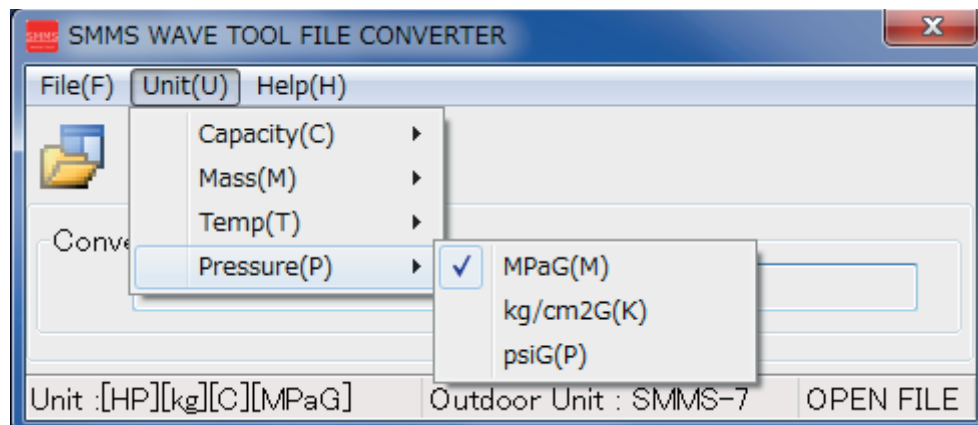 SMMS SMMS WAVE TOOL FILE CONVERTER
File(F) Unit(U) Help(H)
Capacity(C)
Mass(M)
Temp(T)
Conve
Pressure(P)
MPaG(M)
kg/cm2G(K)
psiG(P)
Unit :[HP][kg][C][MPaG] Outdoor Unit : SMMS-7 OPEN FILE